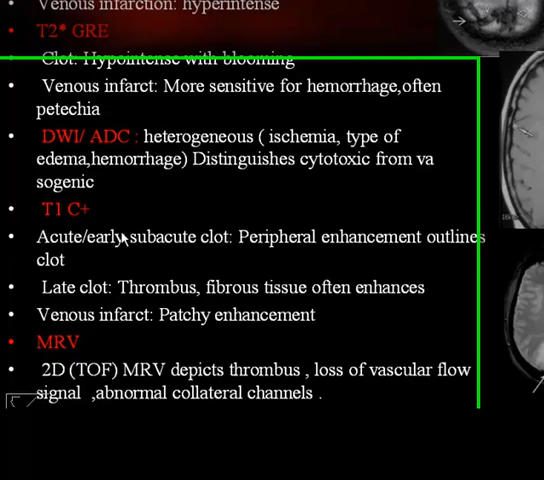 Venous infarction: hyperintense
• T2* GRE
• Clot: Hypointense with blooming
• Venous infarct: More sensitive for hemorrhage,often
petechia
• DWI/ ADC : heterogeneous ( ischemia, type of
edema,hemorrhage) Distinguishes cytotoxic from va
sogenic
• T1 C+
• Acute/early subacute clot: Peripheral enhancement outlines
clot
• Late clot: Thrombus, fibrous tissue often enhances
• Venous infarct: Patchy enhancement
• MRV
• 2D (TOF) MRV depicts thrombus , loss of vascular flow
signal ,abnormal collateral channels .